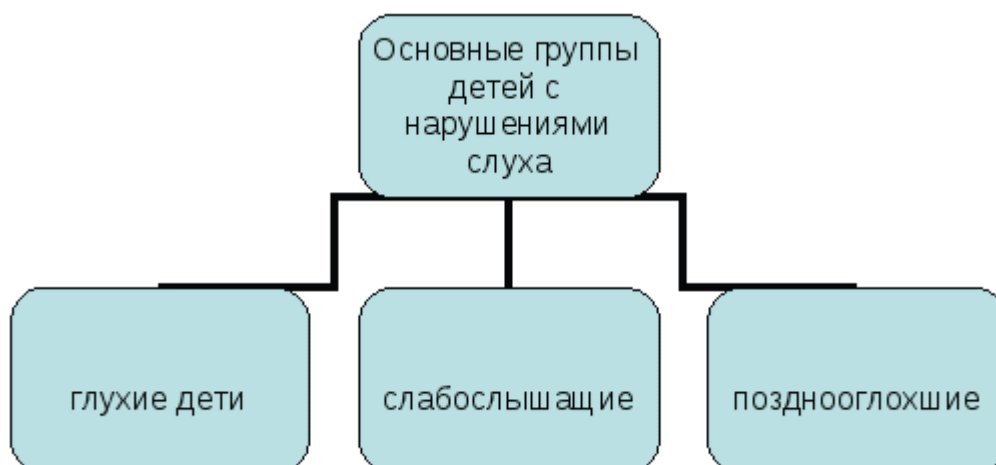 Основные группы
детей с
нарушениями
слуха
глухие дети
слабослышащие
позднооглохшие